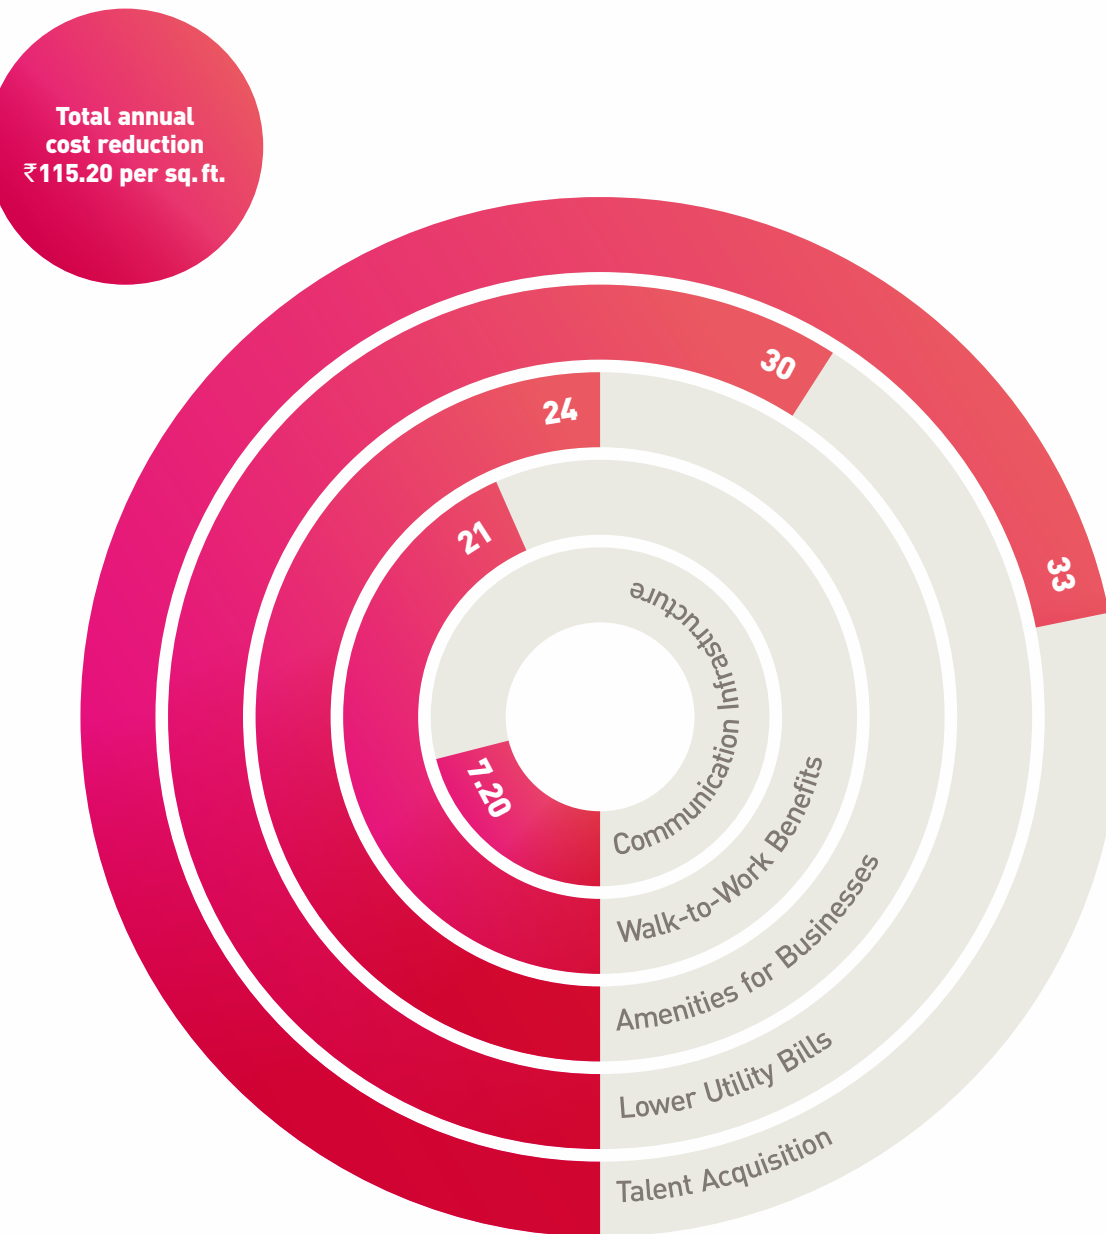 Total annual
cost reduction
₹115.20 per sq. ft.
33
30
24
21
7.20
Communication Infrastructure
Walk-to-Work Benefits
Amenities for Businesses
Lower Utility Bills
Talent Acquisition